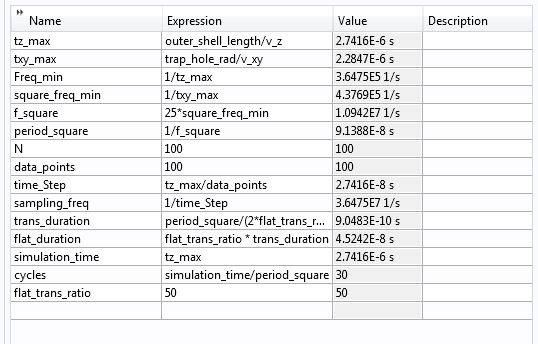 Name Expression Value Description
tz_max outer_shell_length/v_z 2.7416E-6 s
txy_max trap_hole_rad/v_xy 2.2847E-6 s
Freq_min 1/tz_max 3.6475E5 1/s
square_freq_min 1/txy_max 4.3769E5 1/s
f_square 25*square_freq_min 1.0942E7 1/s
period_square 1/f_square 9.1388E-8 s
N 100 100
data_points 100 100
time_Step tz_max/data_points 2.7416E-8 s
sampling_freq 1/time_Step 3.6475E7 1/s
trans_duration period_square/(2*flat_trans_r... 9.0483E-10 s
flat_duration flat_trans_ratio * trans_duration 4.5242E-8 s
simulation_time tz_max 2.7416E-6 s
cycles simulation_time/period_square 30
flat_trans_ratio 50 50